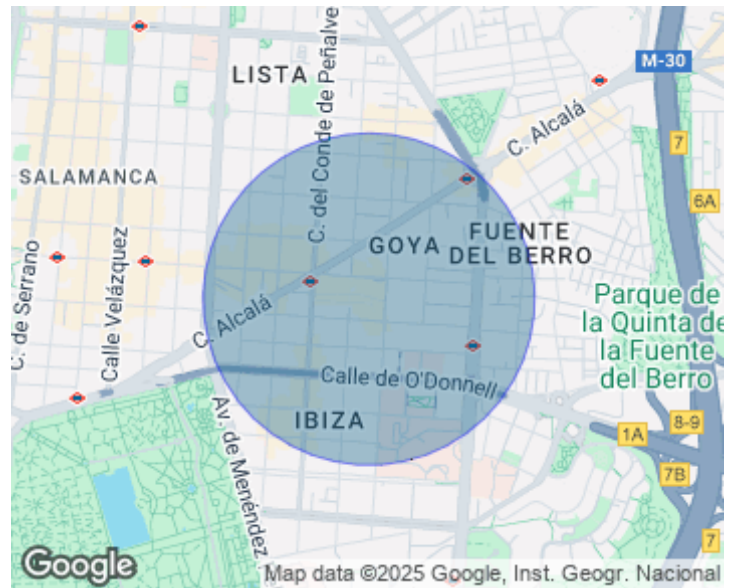 M-30
LISTA
C. del Conde de Peñalve
C. Alcalá
7
SALAMANCA
6A
GOYA
FUENTE
DEL BERRO
C. de Serrano
Calle Velázquez
C. Alcalá
Parque de
la Quinta de
la Fuente
del Berro
Calle de O'Donnell
IBIZA
Av. de Menéndez
8-9
1A
7B
7
Google
Map data ©2025 Google, Inst. Geogr. Nacional